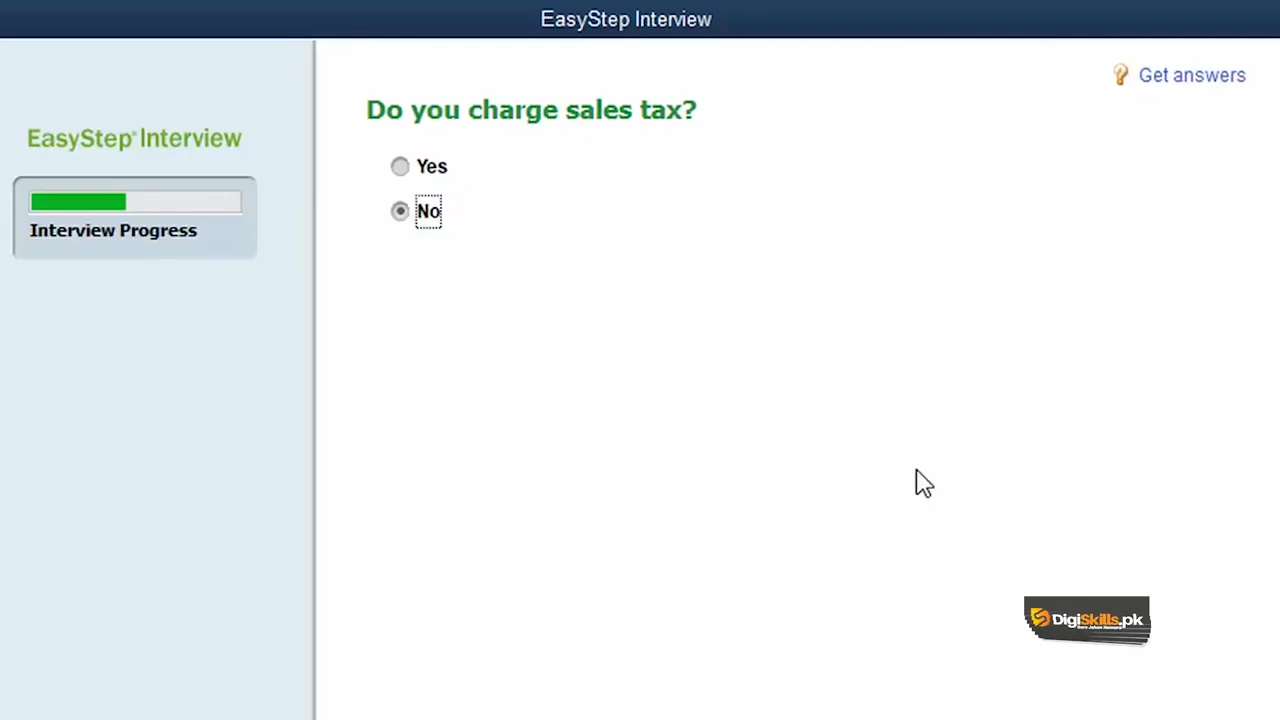 EasyStep Interview
Get answers
Do you charge sales tax?
EasyStep® Interview
Yes
No
Interview Progress
DigiSkills.pk